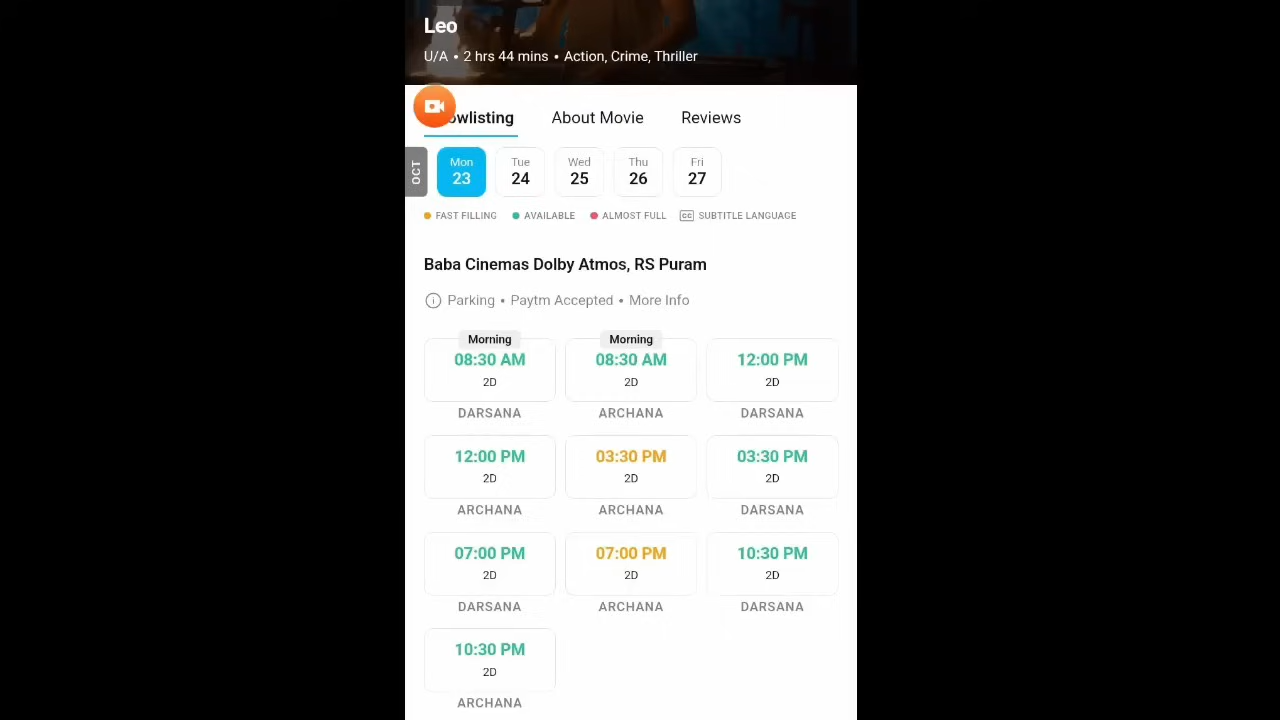 Leo
U/A • 2 hrs 44 mins • Action, Crime, Thriller
owlisting About Movie Reviews
OCT
Mon Tue Wed Thu Fri
23 24 25 26 27
FAST FILLING AVAILABLE ALMOST FULL CC SUBTITLE LANGUAGE
Baba Cinemas Dolby Atmos, RS Puram
Parking • Paytm Accepted • More Info
Morning Morning
08:30 AM 08:30 AM 12:00 PM
2D 2D 2D
DARSANA ARCHANA DARSANA
12:00 PM 03:30 PM 03:30 PM
2D 2D 2D
ARCHANA ARCHANA DARSANA
07:00 PM 07:00 PM 10:30 PM
2D 2D 2D
DARSANA ARCHANA DARSANA
10:30 PM
2D
ARCHANA